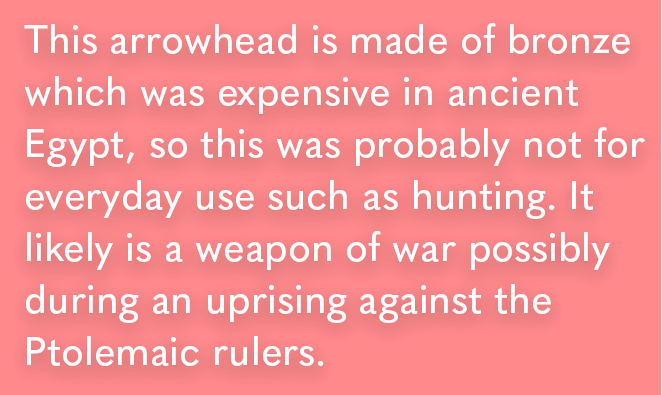 This arrowhead is made of bronze
which was expensive in ancient
Egypt, so this was probably not for
everyday use such as hunting. It
likely is a weapon of war possibly
during an uprising against the
Ptolemaic rulers.